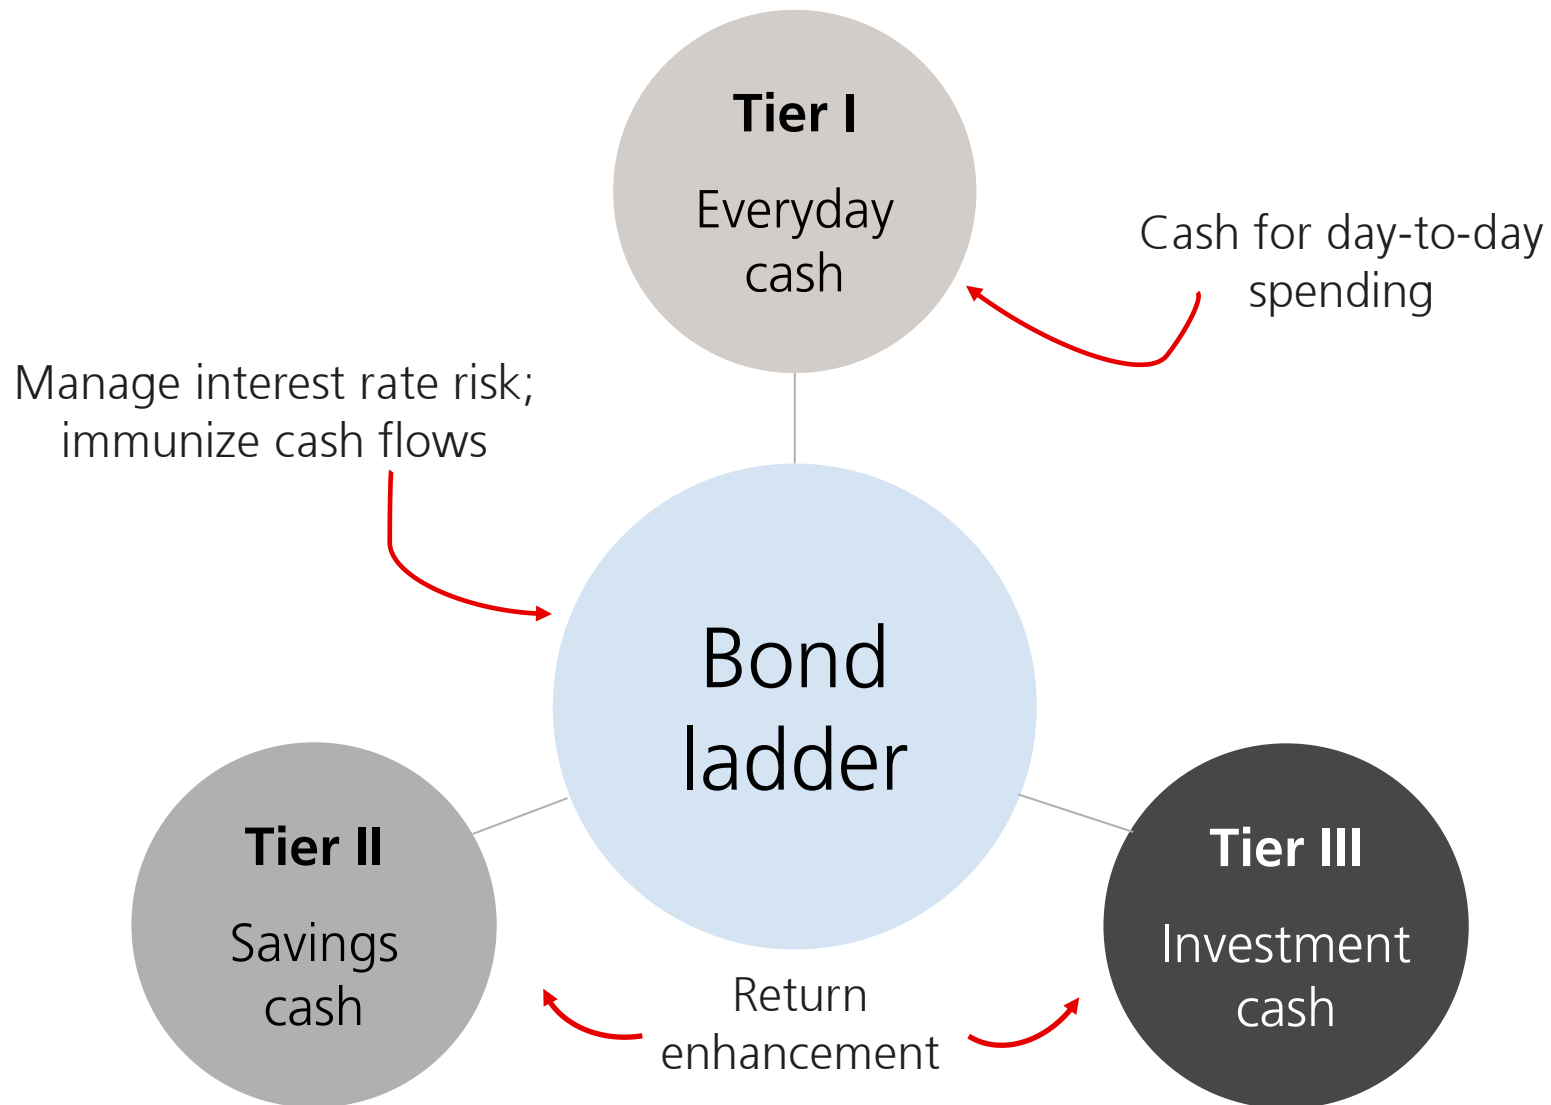 Tier I
Everyday
cash
Cash for day-to-day
spending
Manage interest rate risk;
immunize cash flows
Bond
ladder
Tier II
Savings
cash
Tier III
Investment
cash
Return
enhancement